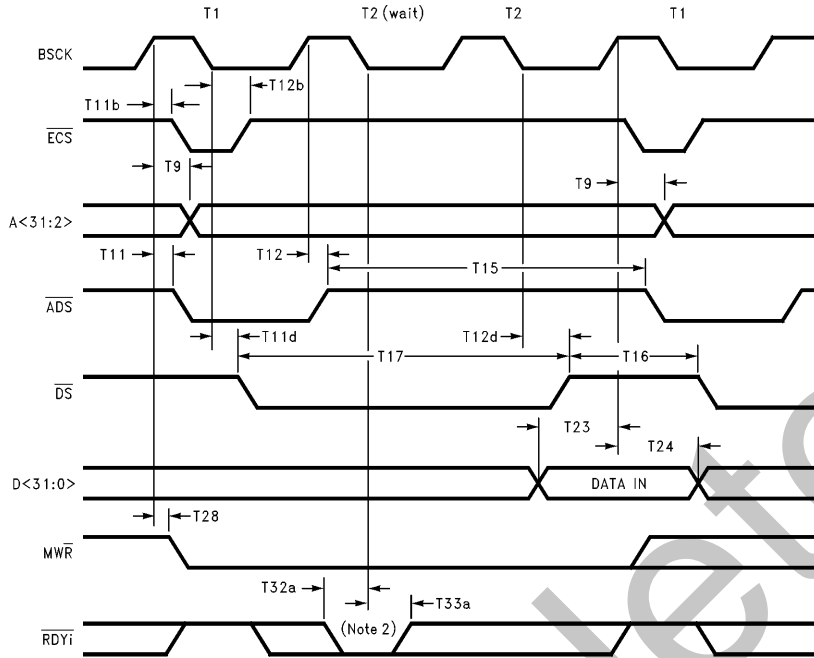 T1 T2 (wait) T2 T1
BSCK
T12b
T11b
ECS
T9
T9
A<31:2>
T11 T12 T15
ADS
T11d T12d
T17 T16
DS
T23
T24
D<31:0> DATA IN
T28
MWR
T32a T33a
(Note 2)
RDYi